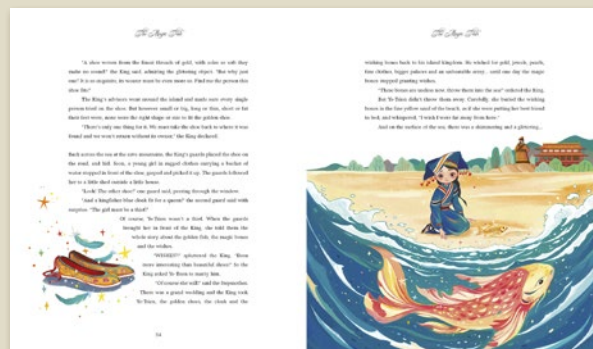 The Magic Fish
"A shoe woven from the finest threads of gold, with soles so soft they
make no sound!" the King said, admiring the glittering object. "But why just
one? It is so exquisite, its wearer must be even more so. Find me the person this
shoe fits!"
The King's advisors went around the island and made sure every single
person tried on the shoe. But however small or big, long or thin, short or fat
their feet were, none were the right shape or size to fit the golden shoe.
"There's only one thing for it. We must take the shoe back to where it was
found and we won't return without its owner," the King declared.
Back across the sea at the cave mountains, the King's guards placed the shoe on
the road, and hid. Soon, a young girl in ragged clothes carrying a bucket of
water stopped in front of the shoe, gasped and picked it up. The guards followed
her to a little shed outside a little house.
"Look! The other shoe!" one guard said, peering through the window.
"And a kingfisher blue cloak fit for a queen!" the second guard said with
surprise. "The girl must be a thief!"
Of course, Ye-Xian wasn't a thief. When the guards
brought her in front of the King, she told them the
whole story about the golden fish, the magic bones
and the wishes.
"WISHES?" spluttered the King. "Even
more interesting than beautiful shoes!" So the
King asked Ye-Xian to marry him.
"Of course she will!" said the Stepmother.
There was a grand wedding and the King took
Ye-Xian, the golden shoes, the cloak and the
54
The Magic Fish
wishing bones back to his island kingdom. He wished for gold, jewels, pearls,
fine clothes, bigger palaces and an unbeatable army... until one day the magic
bones stopped granting wishes.
"These bones are useless now, throw them into the sea!" ordered the King.
But Ye-Xian didn't throw them away. Carefully, she buried the wishing
bones in the fine yellow sand of the beach, as if she were putting her best friend
to bed, and whispered, "I wish I were far away from here."
And on the surface of the sea, there was a shimmering and a glittering...